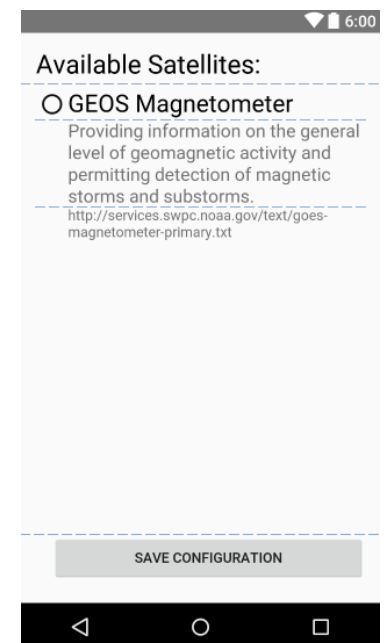 6:00
Available Satellites:
GEOS Magnetometer
Providing information on the general
level of geomagnetic activity and
permitting detection of magnetic
storms and substorms.
http://services.swpc.noaa.gov/text/goes-
magnetometer-primary.txt
SAVE CONFIGURATION